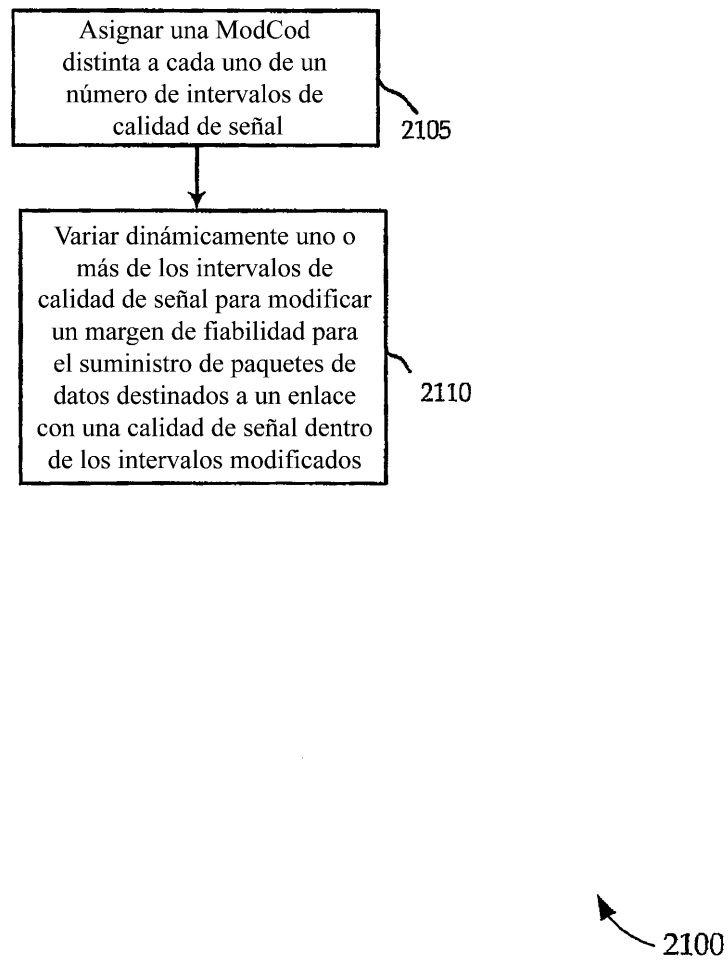 Asignar una ModCod
distinta a cada uno de un
número de intervalos de
calidad de señal
2105
Variar dinámicamente uno o
más de los intervalos de
calidad de señal para modificar
un margen de fiabilidad para
el suministro de paquetes de
datos destinados a un enlace
con una calidad de señal dentro
de los intervalos modificados
2110
2100